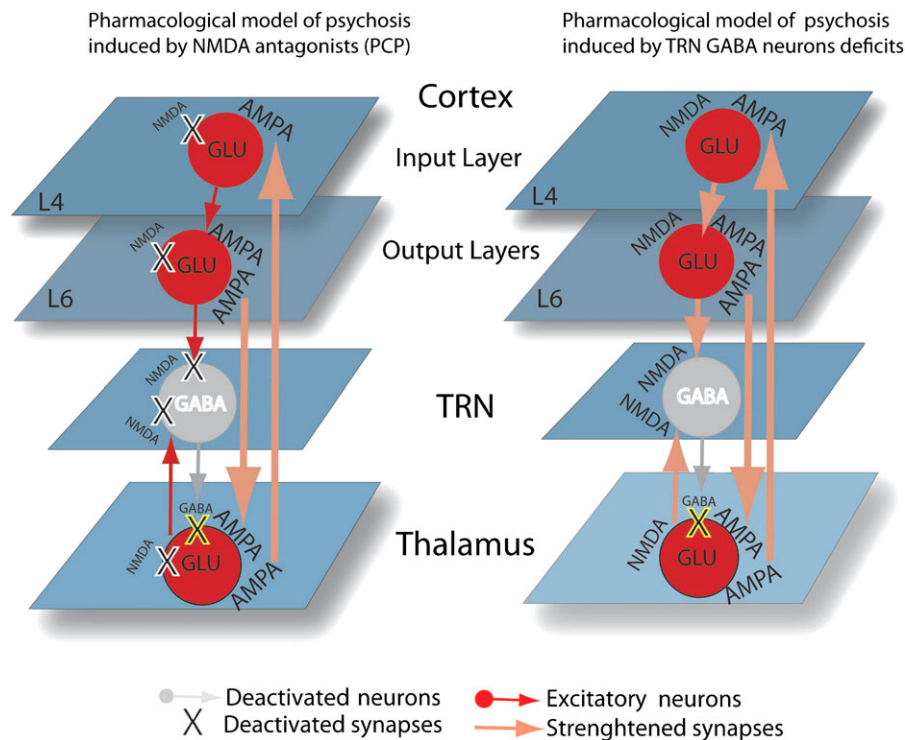 Pharmacological model of psychosis
induced by NMDA antagonists (PCP)
Pharmacological model of psychosis
induced by TRN GABA neurons deficits
Cortex
Input Layer
Output Layers
TRN
Thalamus
NMDA
AMPA
GLU
L4
NMDA
AMPA
GLU
AMPA
L6
NMDA
GABA
NMDA
GABA
AMPA
NMDA
GLU
AMPA
NMDA
AMPA
GLU
L4
NMDA
AMPA
GLU
AMPA
L6
NMDA
GABA
NMDA
GABA
AMPA
NMDA
GLU
AMPA
Deactivated neurons
X Deactivated synapses
Excitatory neurons
Strenghtened synapses